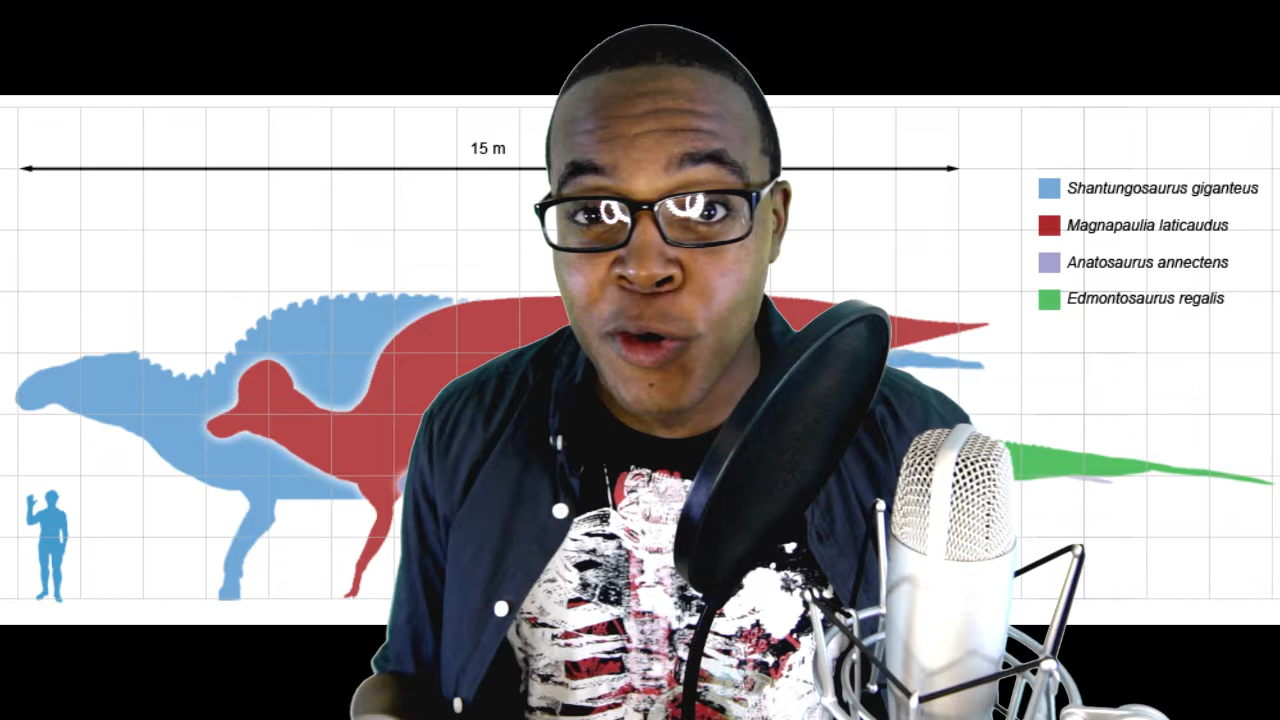 15 m
Shantungosaurus giganteus
Magnapaulia laticaudus
Anatosaurus annectens
Edmontosaurus regalis